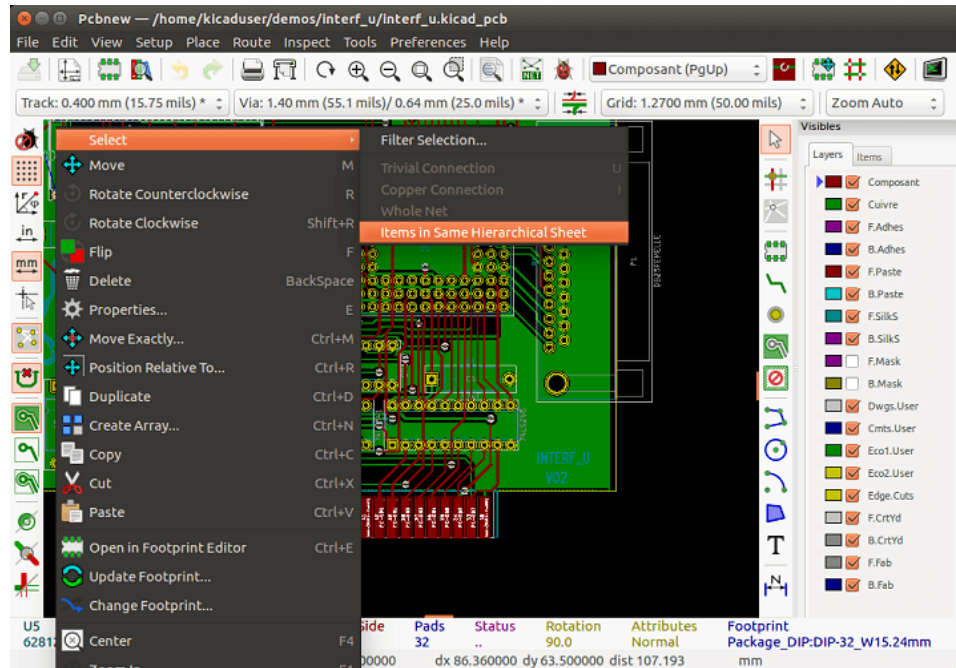 Pcbnew — /home/kicaduser/demos/interf_u/interf_u.kicad_pcb
File Edit View Setup Place Route Inspect Tools Preferences Help
NET
Composant (PgUp)
Track: 0.400 mm (15.75 mils) * Via: 1.40 mm (55.1 mils)/ 0.64 mm (25.0 mils) * Grid: 1.2700 mm (50.00 mils) Zoom Auto
Visibles
Layers Items
Select
Move M
Rotate Counterclockwise R
Rotate Clockwise Shift+R
Flip F
Delete BackSpace
Properties... E
Move Exactly... Ctrl+M
Position Relative To... Ctrl+R
Duplicate Ctrl+D
Create Array... Ctrl+N
Copy Ctrl+C
Cut Ctrl+X
Paste Ctrl+V
Open in Footprint Editor Ctrl+E
Update Footprint...
Change Footprint...
Center F4
Filter Selection...
Trivial Connection U
Copper Connection I
Whole Net
Items in Same Hierarchical Sheet
in
mm
P1
DB25FEMELLE
74LS245
INTERF_U
V02
T
N
Composant
Cuivre
F.Adhes
B.Adhes
F.Paste
B.Paste
F.SilkS
B.SilkS
F.Mask
B.Mask
Dwgs.User
Cmts.User
Eco1.User
Eco2.User
Edge.Cuts
F.CrtYd
B.CrtYd
F.Fab
B.Fab
U5 Pads Status Rotation Attributes Footprint
32 .. 90.0 Normal Package_DIP:DIP-32_W15.24mm
dx 86.360000 dy 63.500000 dist 107.193 mm